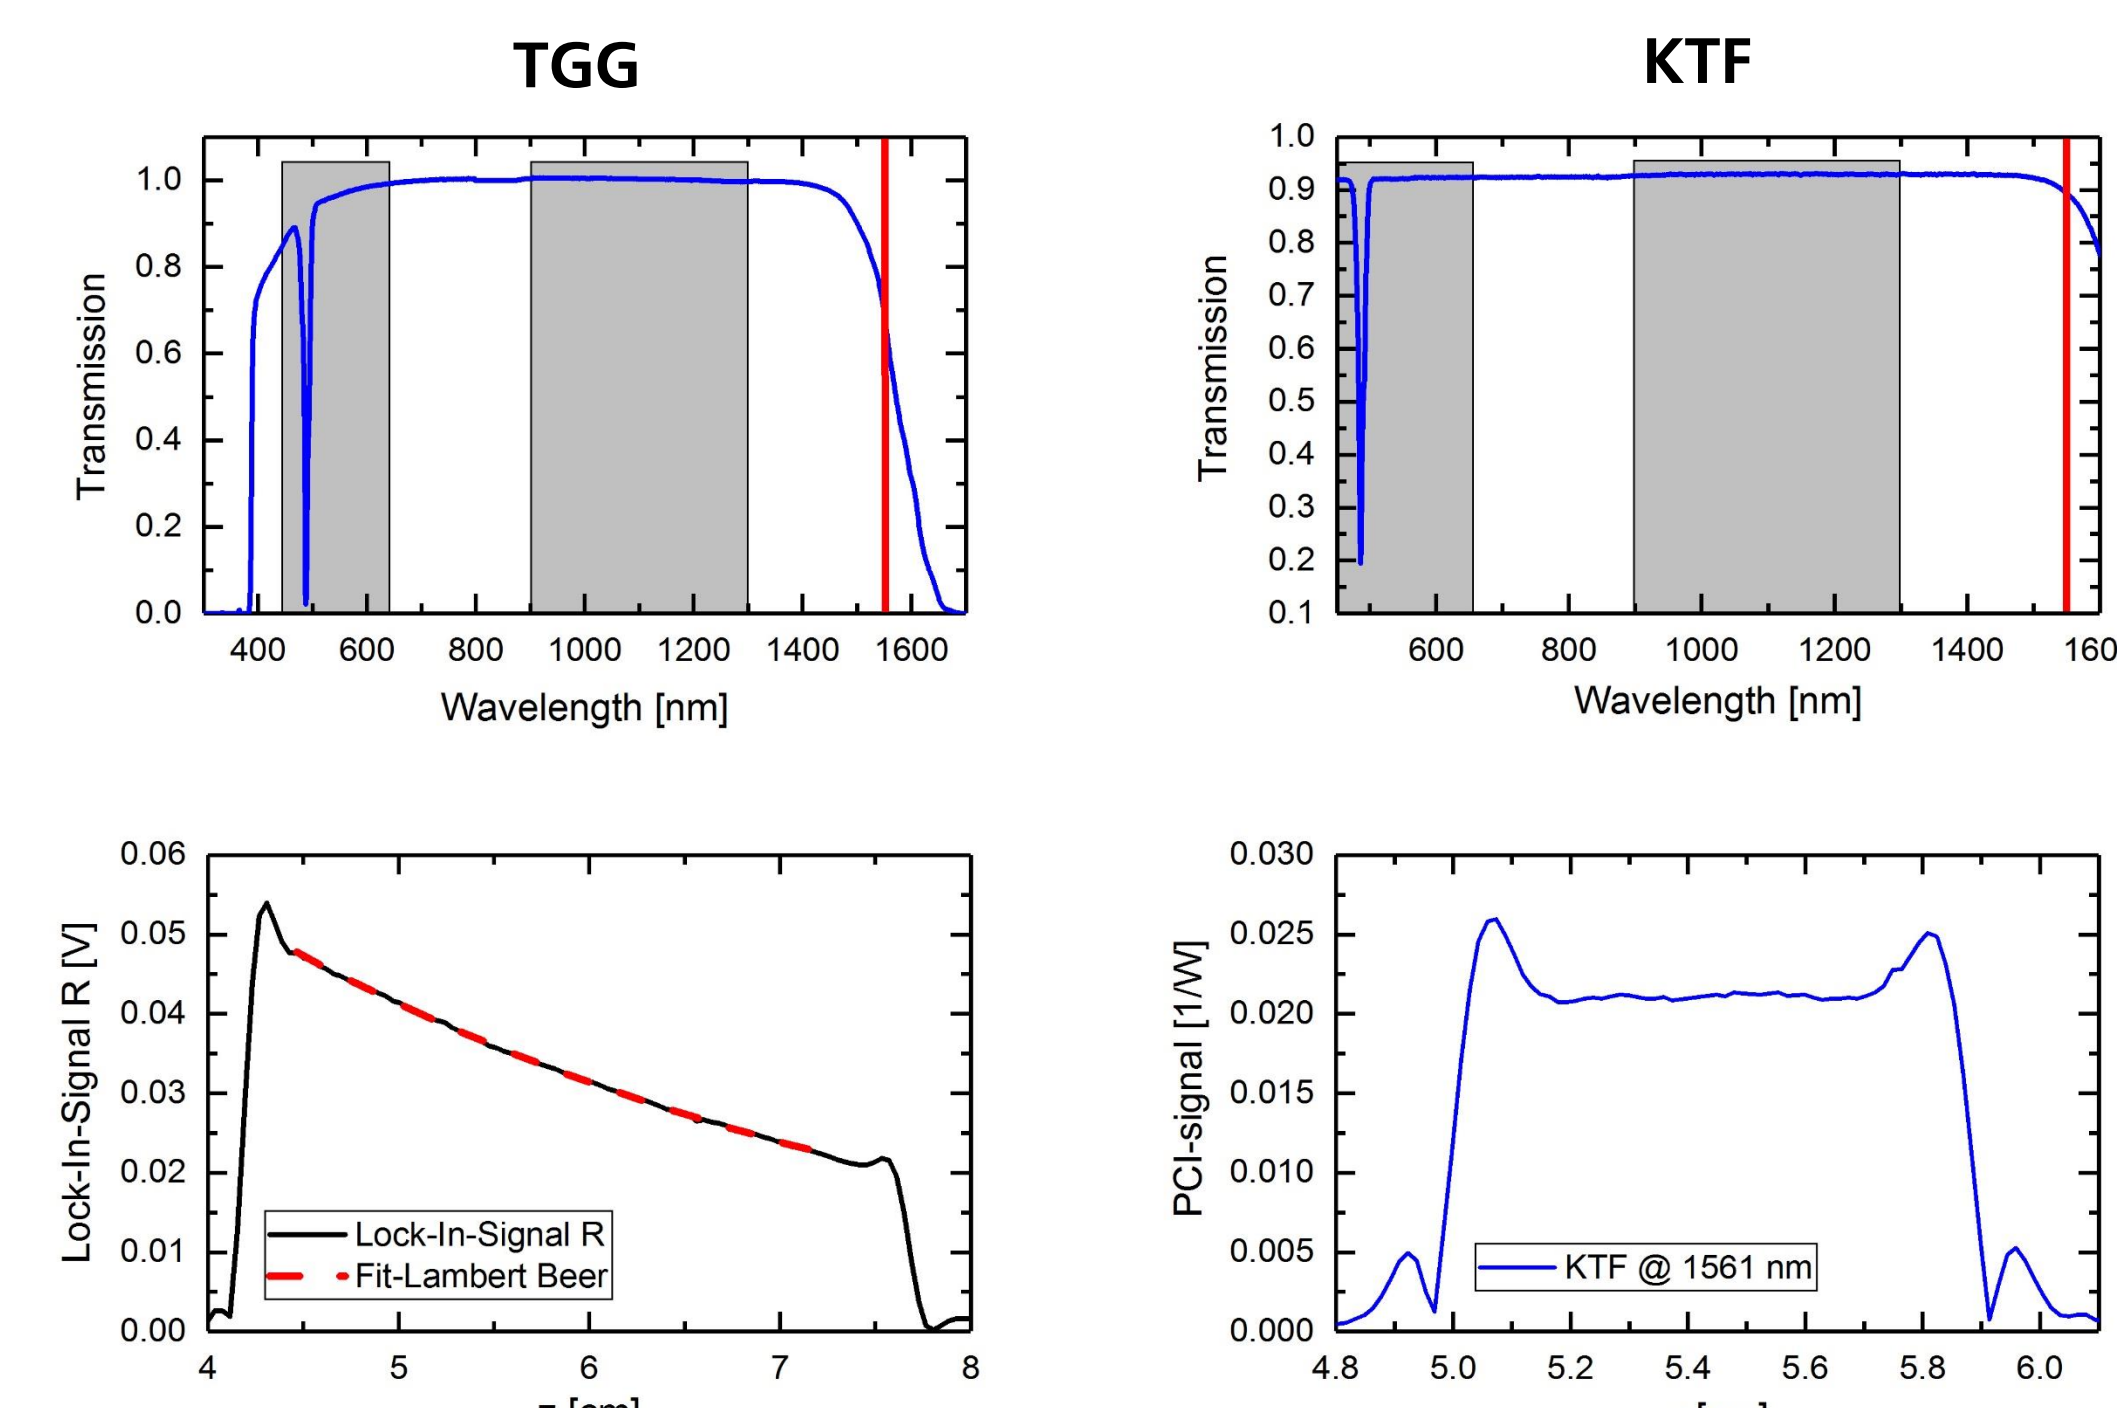 TGG
KTF
Transmission
1.0
0.8
0.6
0.4
0.2
0.0
400 600 800 1000 1200 1400 1600
Wavelength [nm]
Transmission
1.0
0.9
0.8
0.7
0.6
0.5
0.4
0.3
0.2
0.1
600 800 1000 1200 1400 160
Wavelength [nm]
Lock-In-Signal R [V]
0.06
0.05
0.04
0.03
0.02
0.01
0.00
Lock-In-Signal R
Fit-Lambert Beer
4 5 6 7 8
PCI-signal [1/W]
0.030
0.025
0.020
0.015
0.010
0.005
0.000
KTF @ 1561 nm
4.8 5.0 5.2 5.4 5.6 5.8 6.0